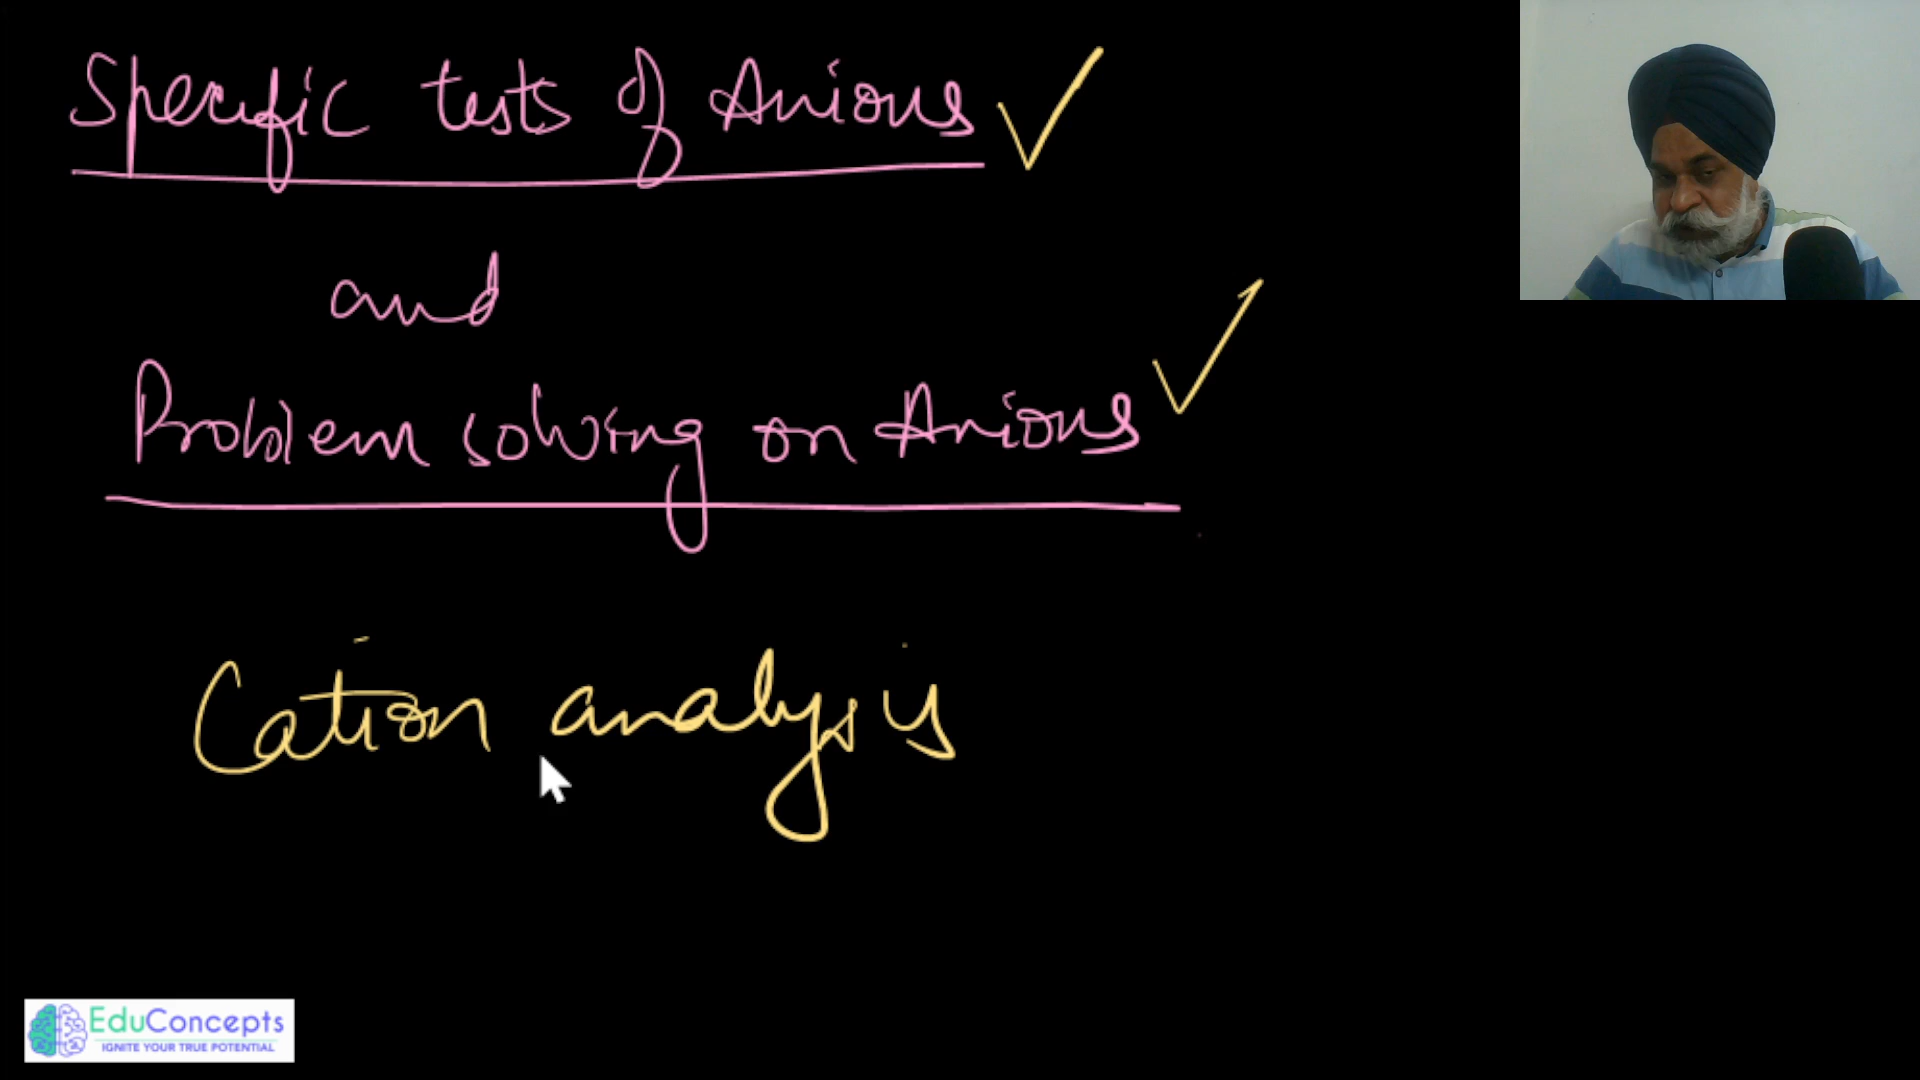 Specific tests of Anions
and
Problem solving on Anions
Cation analysis
EduConcepts
IGNITE YOUR TRUE POTENTIAL